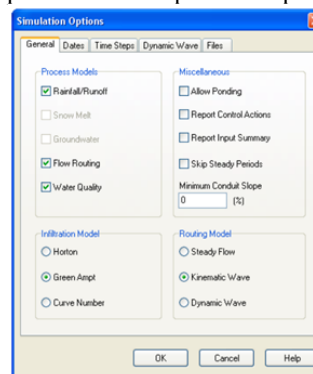 Simulation Options
General Dates Time Steps Dynamic Wave Files
Process Models
Rainfall/Runoff
Snow Melt
Groundwater
Flow Routing
Water Quality
Miscellaneous
Allow Ponding
Report Control Actions
Report Input Summary
Skip Steady Periods
Minimum Conduit Slope
0 (%)
Infiltration Model
Horton
Green Ampt
Curve Number
Routing Model
Steady Flow
Kinematic Wave
Dynamic Wave
OK Cancel Help